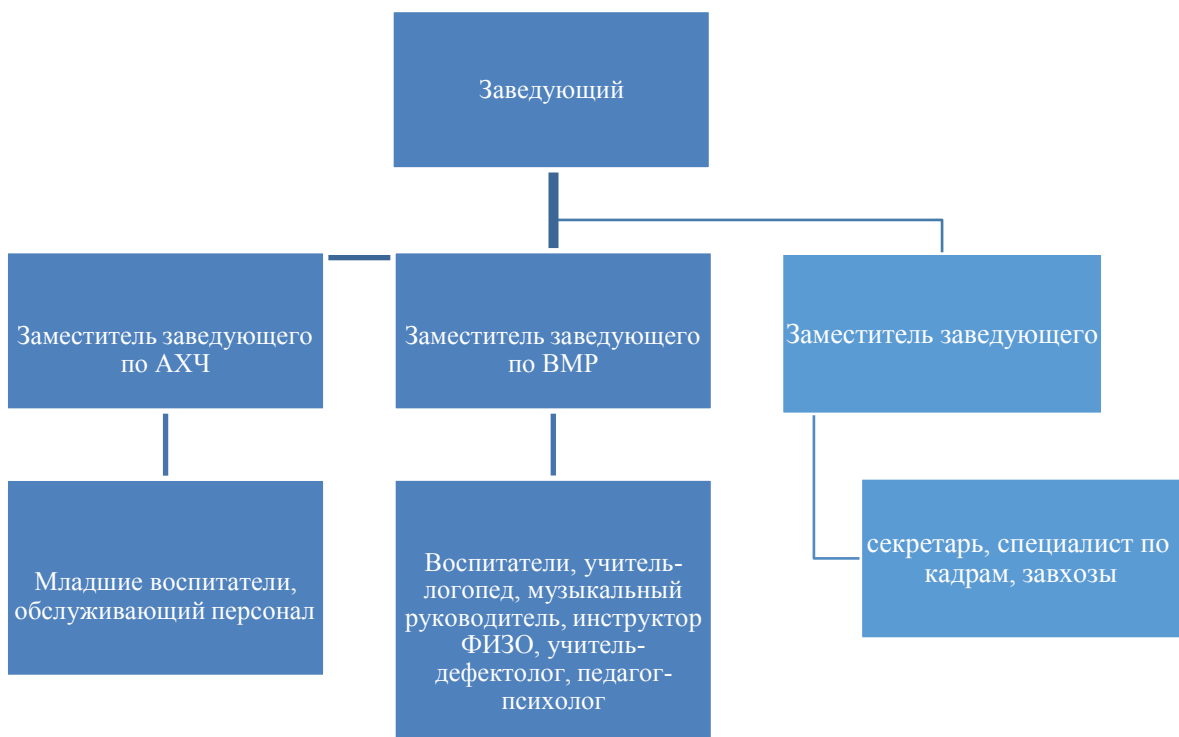 Заведующий
Заместитель заведующего
по АХЧ
Заместитель заведующего
по ВМР
Заместитель заведующего
Младшие воспитатели,
обслуживающий персонал
Воспитатели, учитель-
логопед, музыкальный
руководитель, инструктор
ФИЗО, учитель-
дефектолог, педагог-
психолог
секретарь, специалист по
кадрам, завхозы